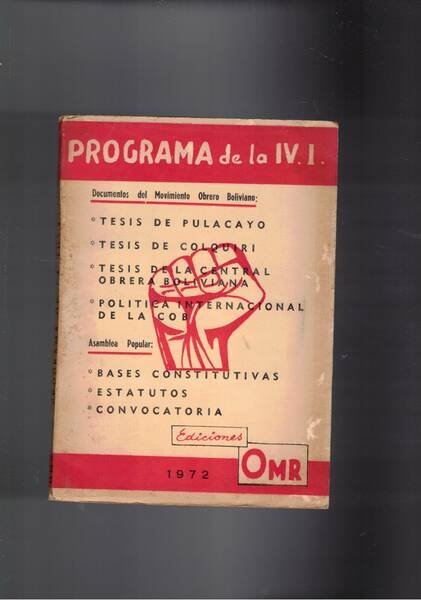 PROGRAMA de la IV. I.
Documentos del Movimiento Obrero Boliviano:
* TESIS DE PULACAYO
* TESIS DE COLQUIRI
* TESIS DE LA CENTRAL
OBRERA BOLIVIANA
* POLITICA INTERNACIONAL
DE LA COB
Asamblea Popular:
* BASES CONSTITUTIVAS
* ESTATUTOS
* CONVOCATORIA
Ediciones
OMR
1972